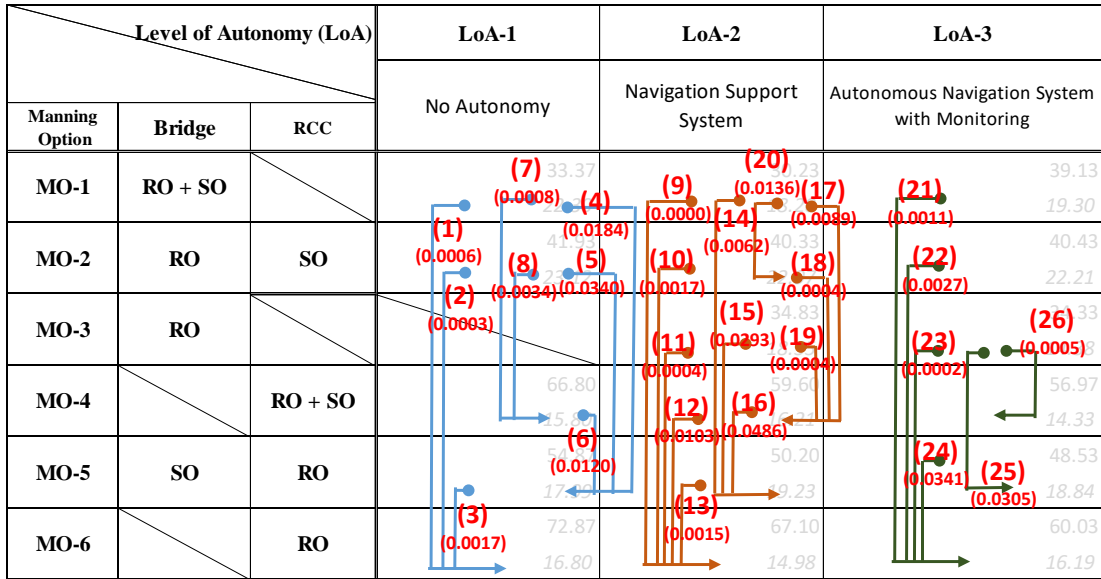 Level of Autonomy (LoA)
LoA-1
LoA-2
LoA-3
No Autonomy
Navigation Support
System
Autonomous Navigation System
with Monitoring
Manning
Option
Bridge
RCC
MO-1
RO + SO
33.37
(7)
(0.0008)
(4)
(0.0184)
(1)
(0.0006)
(9)
(0.0000)
(20)
(0.0136)
(17)
(0.0089)
(14)
(0.0062)
39.13
(21)
(0.0011)
19.30
MO-2
RO
SO
41.93
(8)
(0.0034)
(5)
(0.0340)
(2)
(0.0003)
40.33
(10)
(0.0017)
(18)
(0.0004)
40.43
(22)
(0.0027)
22.21
MO-3
RO
34.83
(15)
(0.0293)
(19)
(0.0004)
(11)
(0.0004)
(26)
(0.0005)
(23)
(0.0002)
MO-4
RO + SO
66.80
15.80
(6)
(0.0120)
59.60
(12)
(0.0103)
(16)
(0.0486)
56.97
14.33
MO-5
SO
RO
(3)
(0.0017)
50.20
19.23
(13)
(0.0015)
48.53
(24)
(0.0341)
(25)
(0.0305)
18.84
MO-6
RO
72.87
16.80
67.10
14.98
60.03
16.19